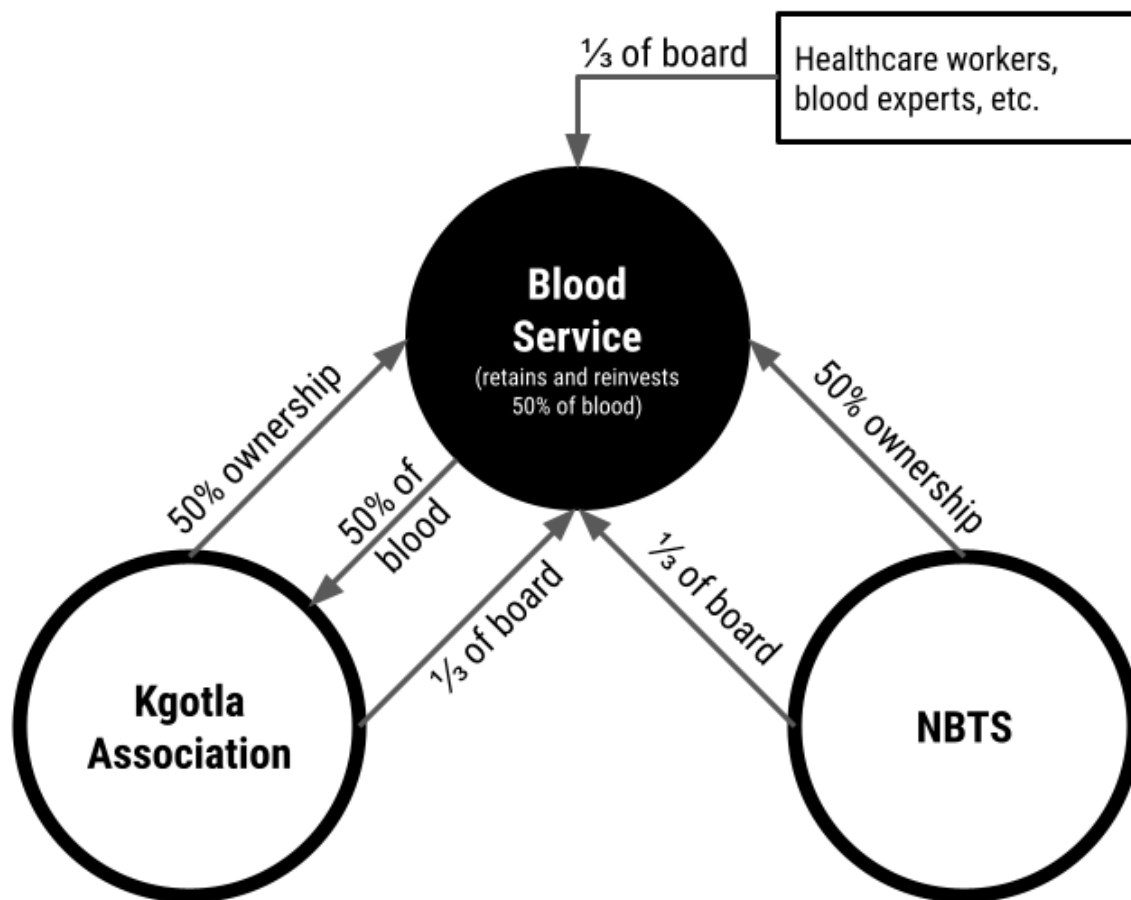 ⅓ of board
Healthcare workers,
blood experts, etc.
Blood
Service
(retains and reinvests
50% of blood)
50% ownership
50% of
blood
⅓ of board
⅓ of board
50% ownership
Kgotla
Association
NBTS